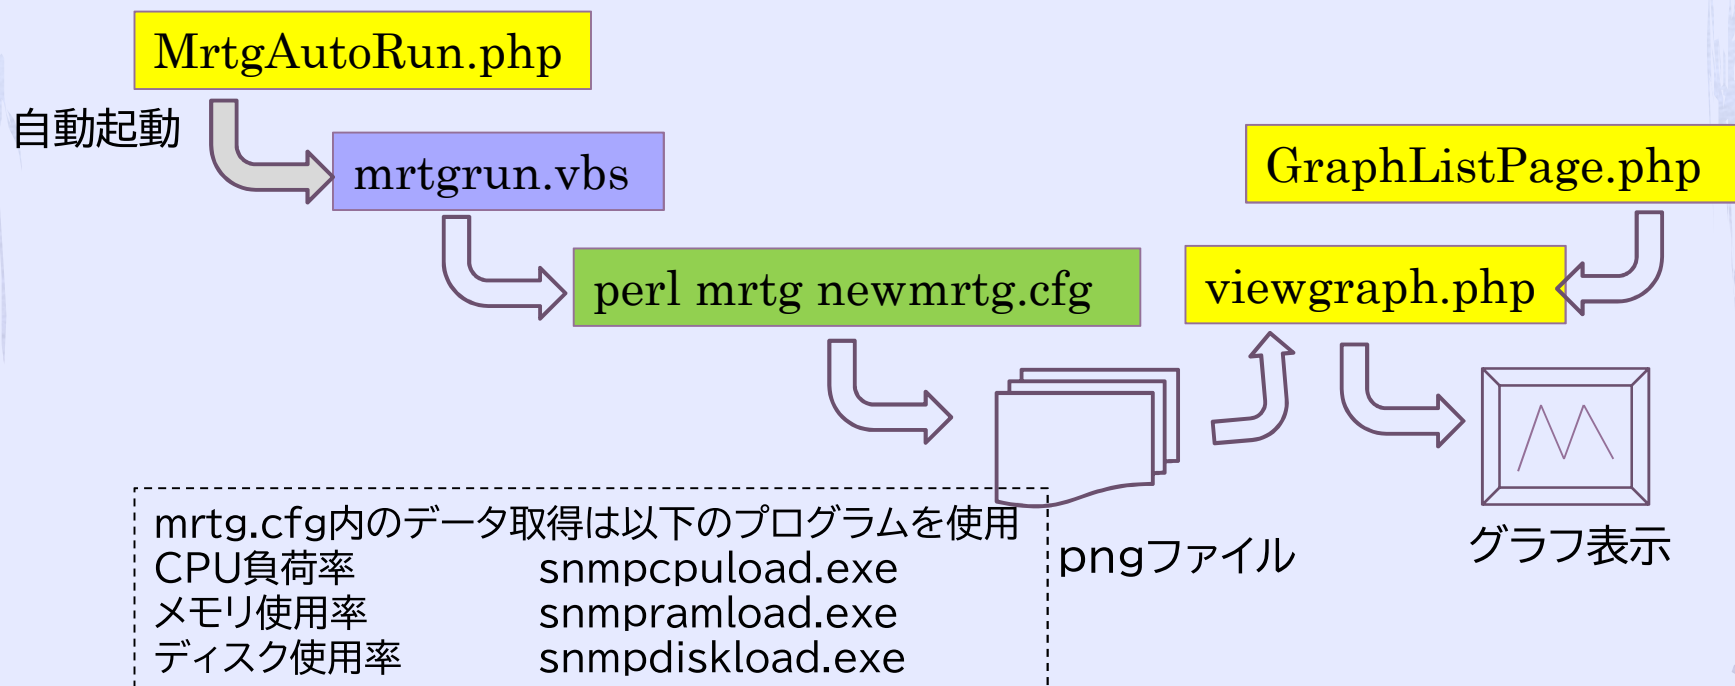 MrtgAutoRun.php
自動起動
mrtgrun.vbs
GraphListPage.php
perl mrtg newmrtg.cfg
viewgraph.php
mrtg.cfg内のデータ取得は以下のプログラムを使用
CPU負荷率 snmpcpuload.exe
メモリ使用率 snmpramload.exe
ディスク使用率 snmpdiskload.exe
pngファイル
グラフ表示